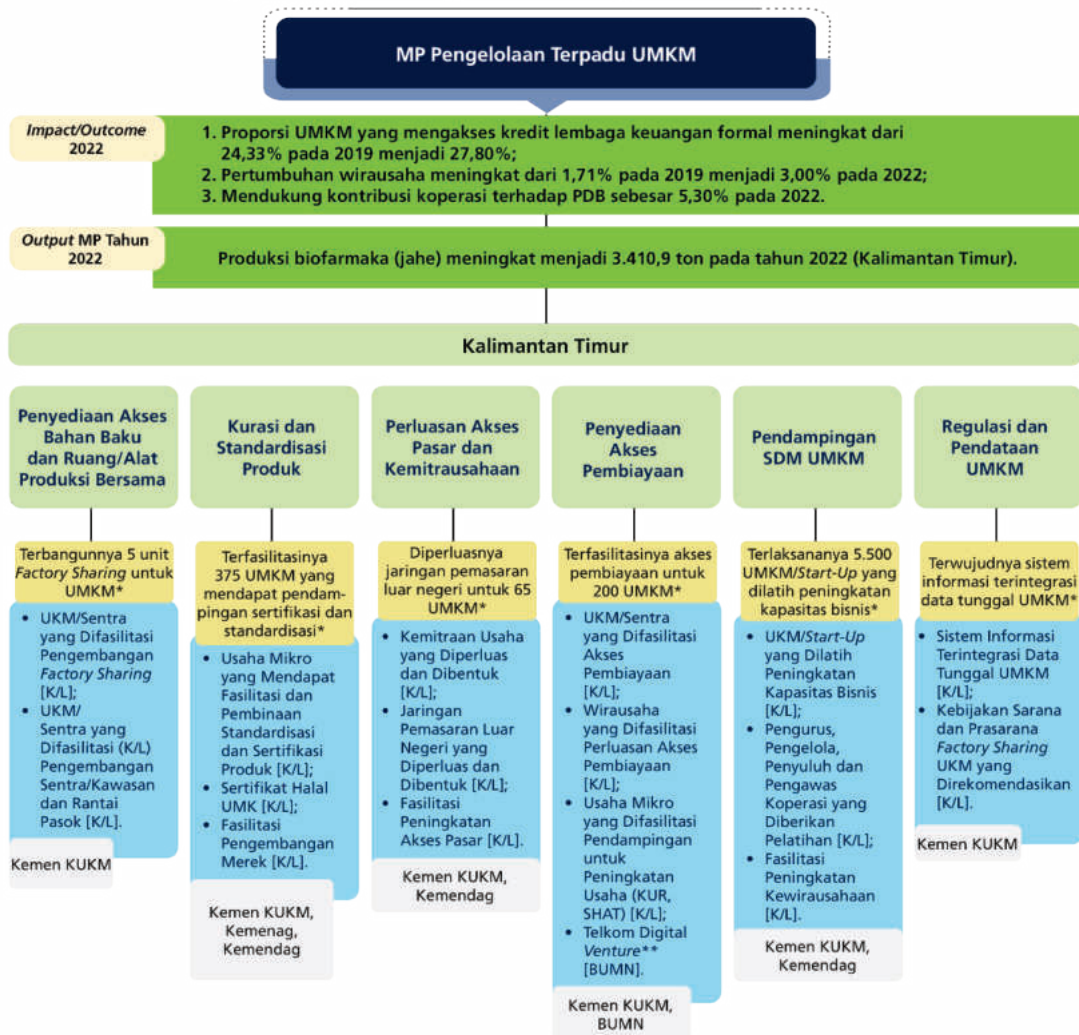 MP Pengelolaan Terpadu UMKM
Impact/Outcome
2022
1. Proporsi UMKM yang mengakses kredit lembaga keuangan formal meningkat dari
24,33% pada 2019 menjadi 27,80%;
2. Pertumbuhan wirausaha meningkat dari 1,71% pada 2019 menjadi 3,00% pada 2022;
3. Mendukung kontribusi koperasi terhadap PDB sebesar 5,30% pada 2022.
Output MP Tahun
2022
Produksi biofarmaka (jahe) meningkat menjadi 3.410,9 ton pada tahun 2022 (Kalimantan Timur).
Kalimantan Timur
Penyediaan Akses
Bahan Baku
dan Ruang/Alat
Produksi Bersama
Terbangunnya 5 unit
Factory Sharing untuk
UMKM*
• UKM/Sentra
yang Difasilitasi
Pengembangan
Factory Sharing
[K/L];
• UKM/
Sentra yang
Difasilitasi (K/L)
Pengembangan
Sentra/Kawasan
dan Rantai
Pasok [K/L].
Kemen KUKM
Kurasi dan
Standardisasi
Produk
Terfasilitasinya
375 UMKM yang
mendapat pendam-
pingan sertifikasi dan
standardisasi*
• Usaha Mikro
yang Mendapat
Fasilitasi dan
Pembinaan
Standardisasi
dan Sertifikasi
Produk [K/L];
• Sertifikat Halal
UMK [K/L];
• Fasilitasi
Pengembangan
Merek [K/L].
Kemen KUKM,
Kemenag,
Kemendag
Perluasan Akses
Pasar dan
Kemitrausahaan
Diperluasnya
jaringan pemasaran
luar negeri untuk 65
UMKM*
• Kemitraan Usaha
yang Diperluas
dan Dibentuk
[K/L];
• Jaringan
Pemasaran Luar
Negeri yang
Diperluas dan
Dibentuk [K/L];
• Fasilitasi
Peningkatan
Akses Pasar [K/L].
Kemen KUKM,
Kemendag
Penyediaan
Akses
Pembiayaan
Terfasilitasinya akses
pembiayaan untuk
200 UMKM*
• UKM/Sentra
yang Difasilitasi
Akses
Pembiayaan
[K/L];
• Wirausaha
yang Difasilitasi
Perluasan Akses
Pembiayaan
[K/L];
• Usaha Mikro
yang Difasilitasi
Pendampingan
untuk
Peningkatan
Usaha (KUR,
SHAT) [K/L];
• Telkom Digital
Venture**
[BUMN].
Kemen KUKM,
BUMN
Pendampingan
SDM UMKM
Terlaksananya 5.500
UMKM/Start-Up yang
dilatih peningkatan
kapasitas bisnis*
• UKM/Start-Up
yang Dilatih
Peningkatan
Kapasitas Bisnis
[K/L];
• Pengurus,
Pengelola,
Penyuluh dan
Pengawas
Koperasi yang
Diberikan
Pelatihan [K/L];
• Fasilitasi
Peningkatan
Kewirausahaan
[K/L].
Kemen KUKM,
Kemendag
Regulasi dan
Pendataan
UMKM
Terwujudnya sistem
informasi terintegrasi
data tunggal UMKM*
• Sistem Informasi
Terintegrasi Data
Tunggal UMKM
[K/L];
• Kebijakan Sarana
dan Prasarana
Factory Sharing
UKM yang
Direkomendasikan
[K/L].
Kemen KUKM